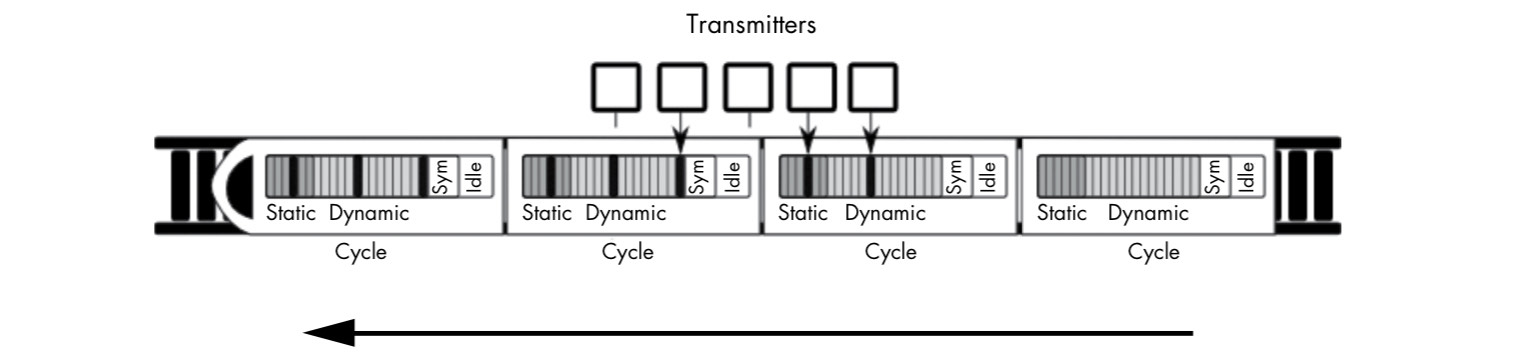 Transmitters
Sym Idle Sym Idle Sym Idle Sym Idle
Static Dynamic Static Dynamic Static Dynamic Static Dynamic
Cycle Cycle Cycle Cycle